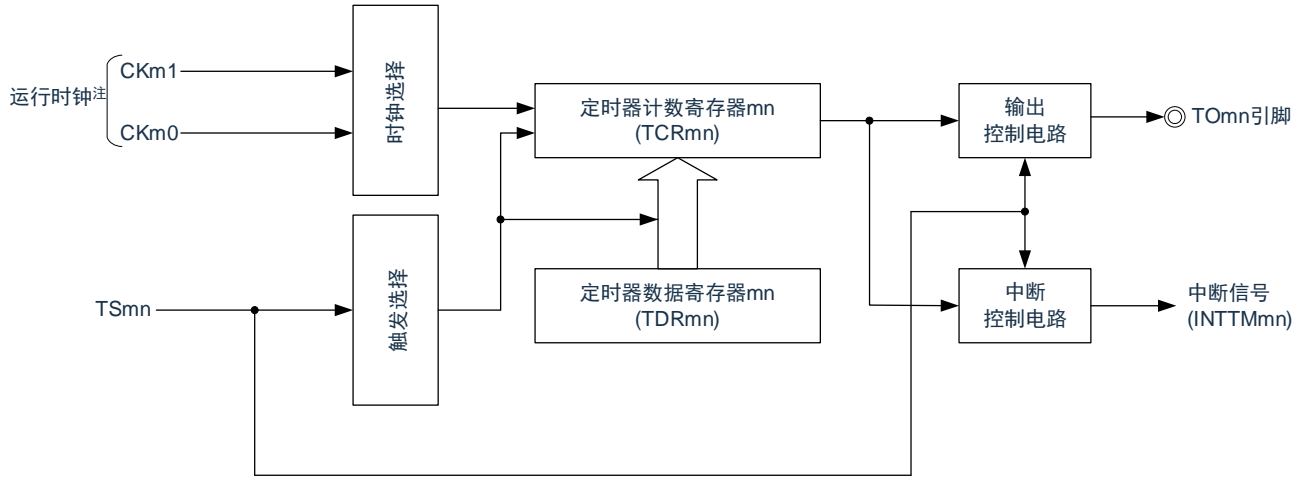 运行时钟注
CKm1
CKm0
时钟选择
定时器计数寄存器mn
(TCRmn)
输出
控制电路
TOmn引脚
TSmn
触发选择
定时器数据寄存器mn
(TDRmn)
中断
控制电路
中断信号
(INTTMmn)